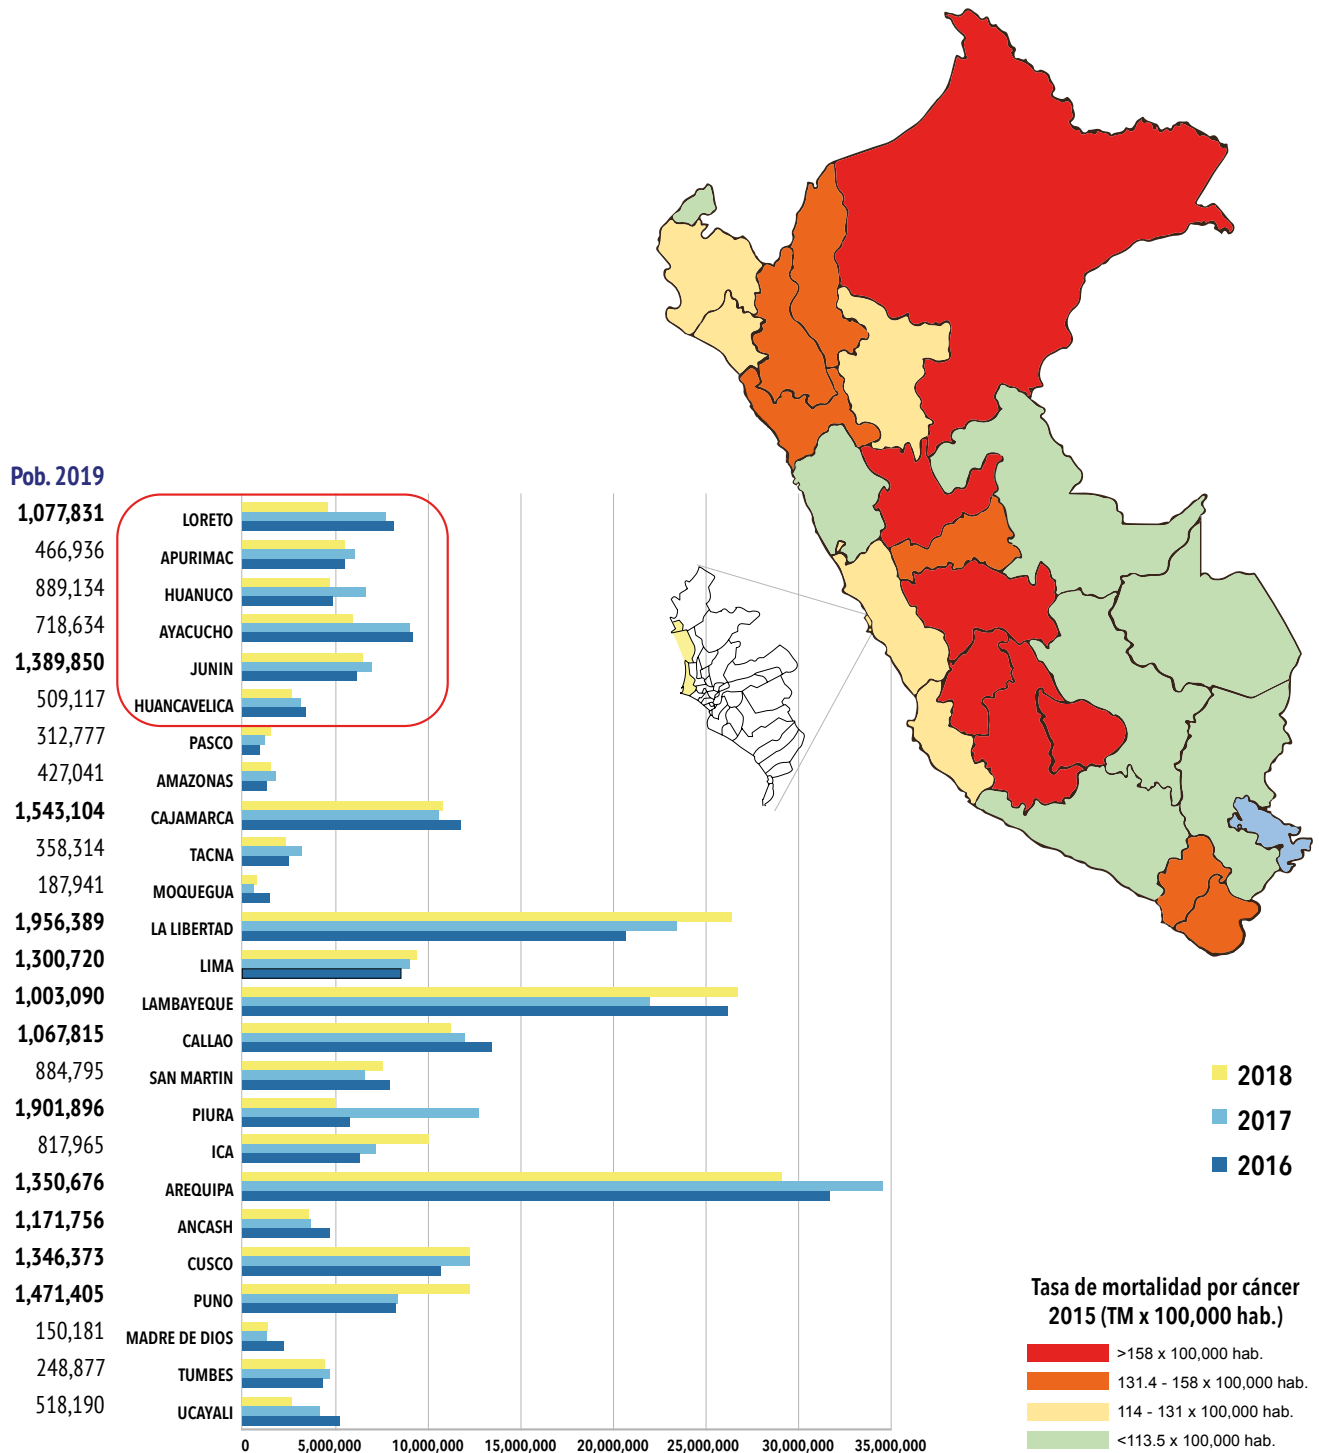 Pob. 2019
1,077,831 LORETO
466,936 APURIMAC
889,134 HUANUCO
718,634 AYACUCHO
1,389,850 JUNIN
509,117 HUANCAVELICA
312,777 PASCO
427,041 AMAZONAS
1,543,104 CAJAMARCA
358,314 TACNA
187,941 MOQUEGUA
1,956,389 LA LIBERTAD
1,300,720 LIMA
1,003,090 LAMBAYEQUE
1,067,815 CALLAO
884,795 SAN MARTIN
1,901,896 PIURA
817,965 ICA
1,350,676 AREQUIPA
1,171,756 ANCASH
1,346,373 CUSCO
1,471,405 PUNO
150,181 MADRE DE DIOS
248,877 TUMBES
518,190 UCAYALI
0 5,000,000 10,000,000 15,000,000 20,000,000 25,000,000 30,000,000 35,000,000
2018
2017
2016
Tasa de mortalidad por cáncer
2015 (TM x 100,000 hab.)
>158 x 100,000 hab.
131.4 - 158 x 100,000 hab.
114 - 131 x 100,000 hab.
<113.5 x 100,000 hab.